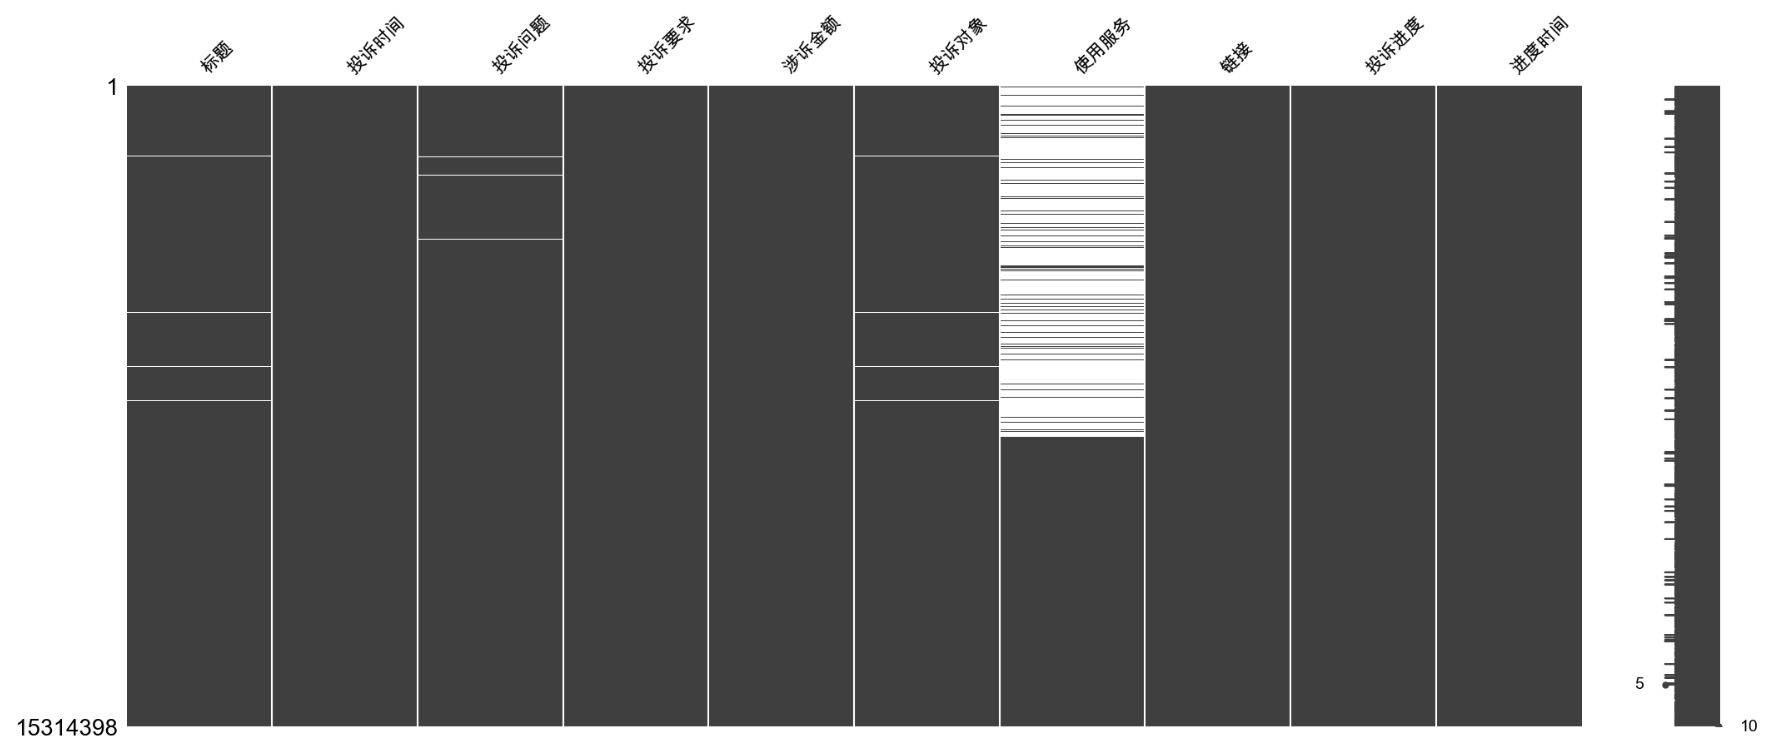 标题
投诉时间
投诉问题
投诉要求
涉诉金额
投诉对象
使用服务
链接
投诉进度
进度时间
1
5
15314398
10